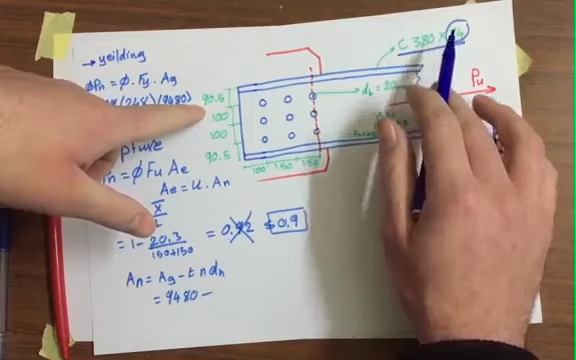 → yeilding
ϕPn = ϕ. Fy. Ag
(248) (9480)
pture
n = ϕ Fu Ae
Ae = U. An
x̄
= 1 - 20.3 / 150+150 = 0.92 ≤ 0.9
An = Ag - t n dh
= 9480 -
C 380 ×
Pu
90.5
100
100
90.5
100 150 150